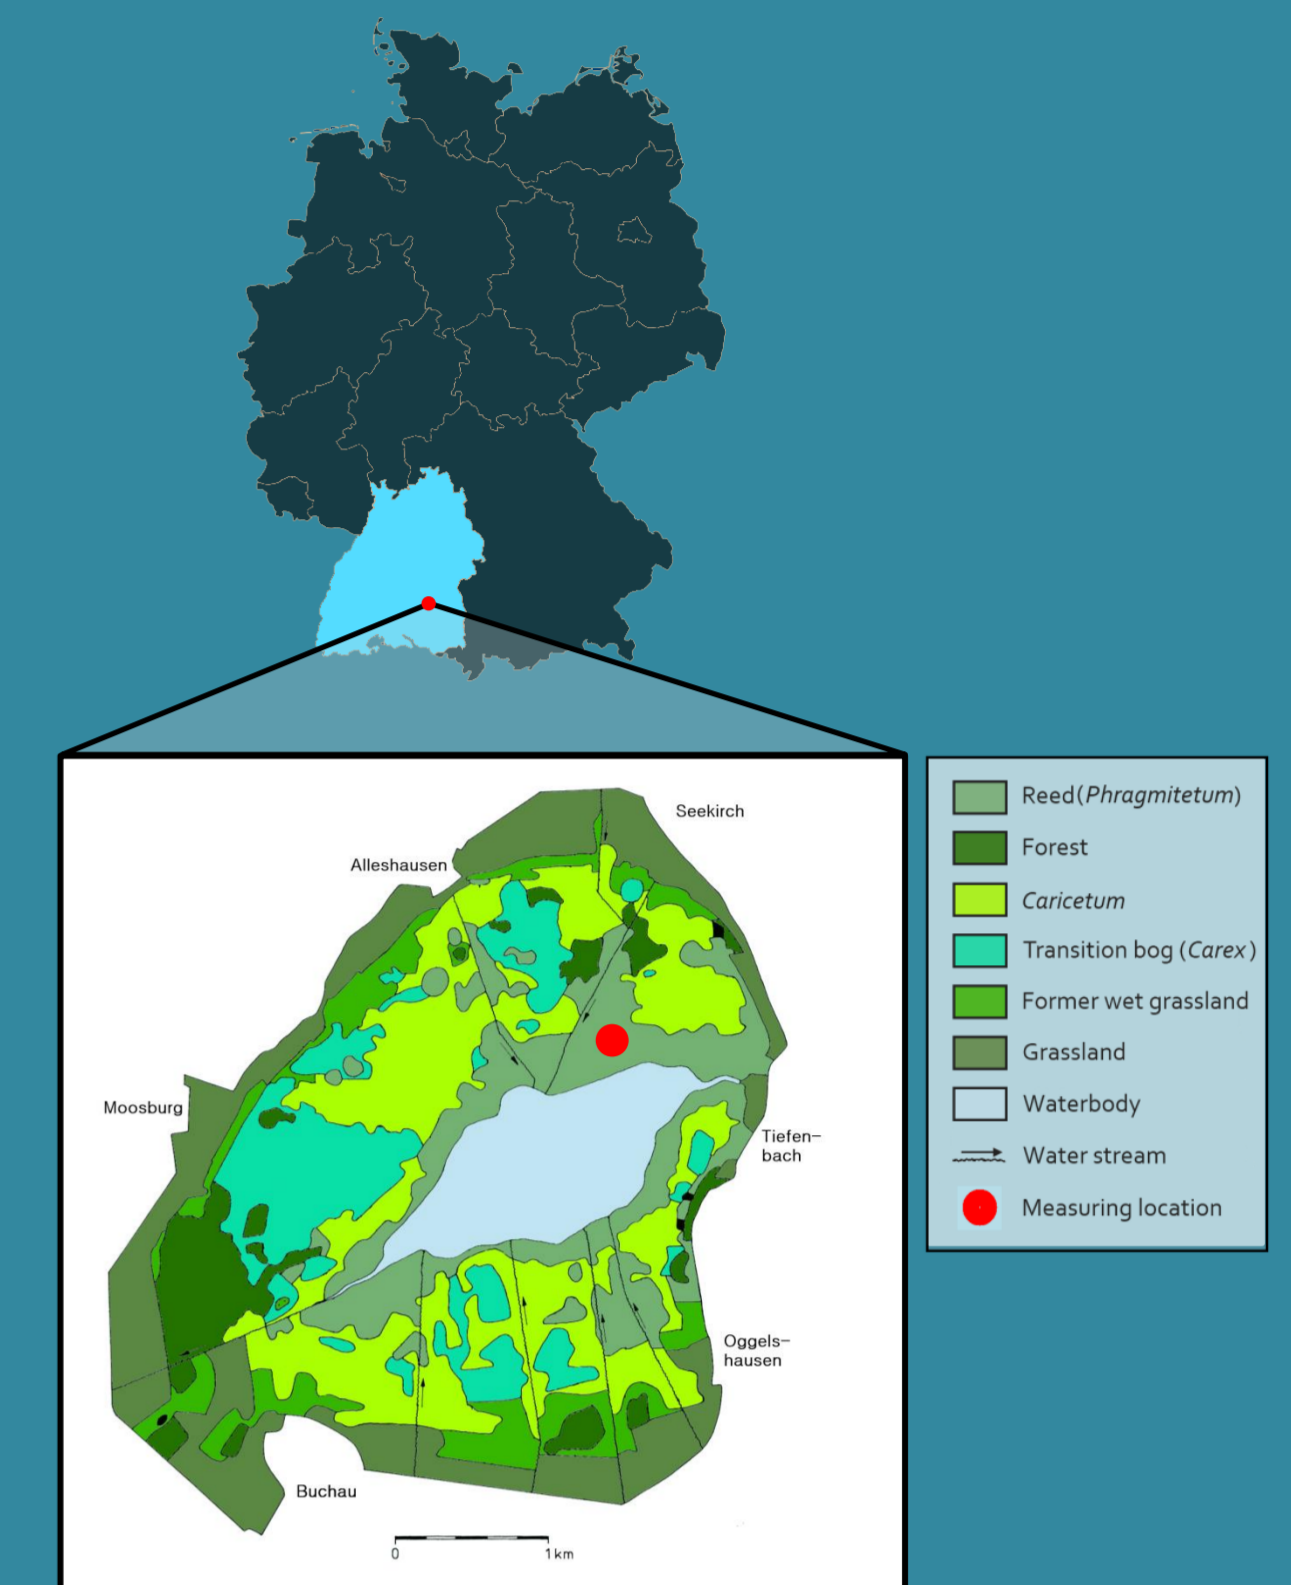 Seekirch
Alleshausen
Moosburg
Tiefen–
bach
Oggels–
hausen
Buchau
0 1 km
Reed(Phragmitetum)
Forest
Caricetum
Transition bog (Carex)
Former wet grassland
Grassland
Waterbody
Water stream
Measuring location